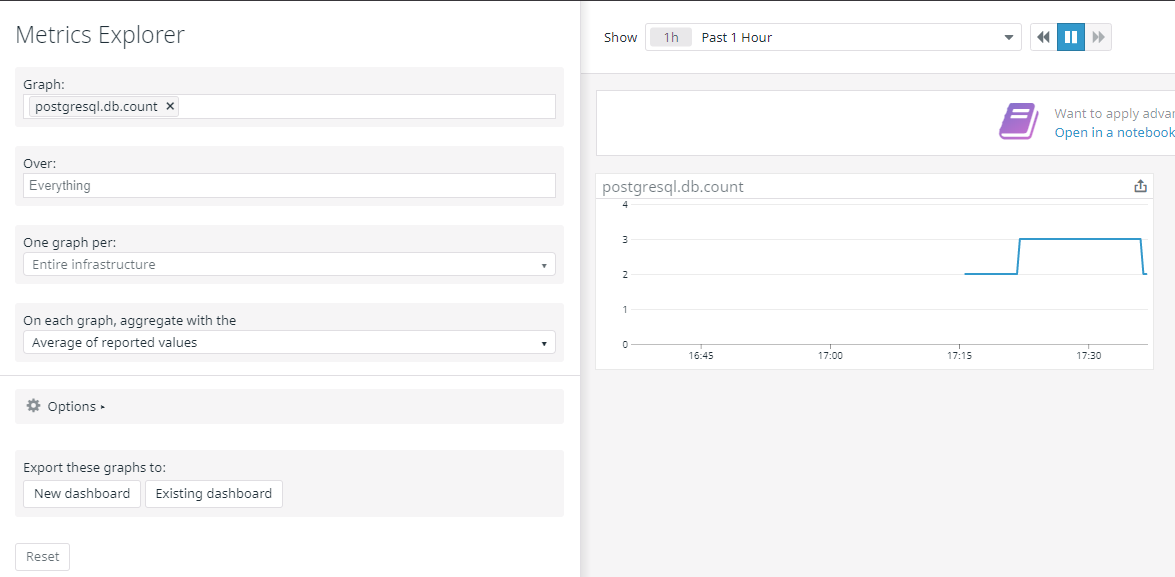 Metrics Explorer
Graph:
postgresql.db.count ×
Over:
Everything
One graph per:
Entire infrastructure
On each graph, aggregate with the
Average of reported values
Options
Export these graphs to:
New dashboard Existing dashboard
Reset
Show 1h Past 1 Hour
Want to apply advan
Open in a notebook
postgresql.db.count
4
3
2
1
0
16:45 17:00 17:15 17:30